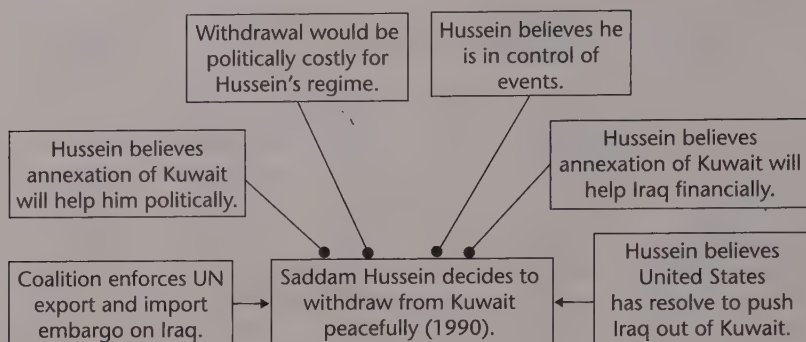 Withdrawal would be
politically costly for
Hussein's regime.
Hussein believes he
is in control of
events.
Hussein believes
annexation of Kuwait
will help him politically.
Hussein believes
annexation of Kuwait will
help Iraq financially.
Coalition enforces UN
export and import
embargo on Iraq.
Saddam Hussein decides to
withdraw from Kuwait
peacefully (1990).
Hussein believes
United States
has resolve to push
Iraq out of Kuwait.